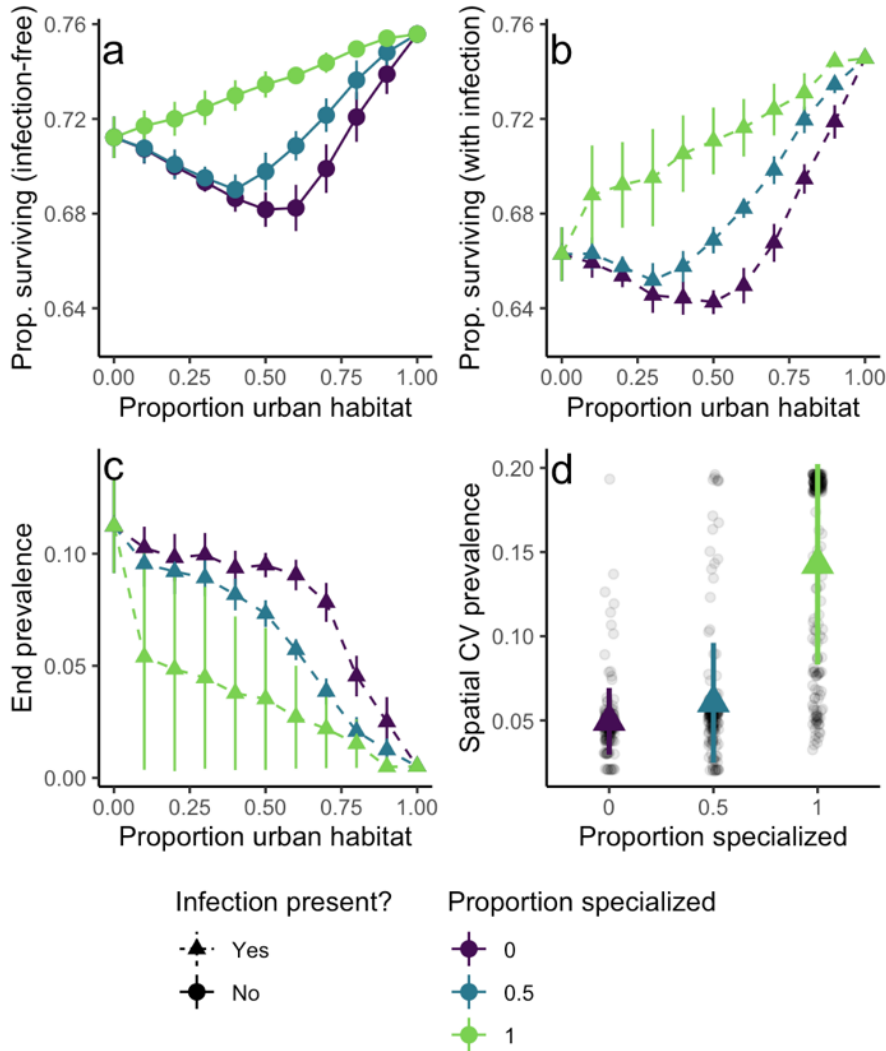 a
Prop. surviving (infection-free)
0.76
0.72
0.68
0.64
0.00 0.25 0.50 0.75 1.00
Proportion urban habitat
b
Prop. surviving (with infection)
0.76
0.72
0.68
0.64
0.00 0.25 0.50 0.75 1.00
Proportion urban habitat
c
End prevalence
0.10
0.05
0.00
0.00 0.25 0.50 0.75 1.00
Proportion urban habitat
d
Spatial CV prevalence
0.20
0.15
0.10
0.05
0 0.5 1
Proportion specialized
Infection present?
Yes
No
Proportion specialized
0
0.5
1